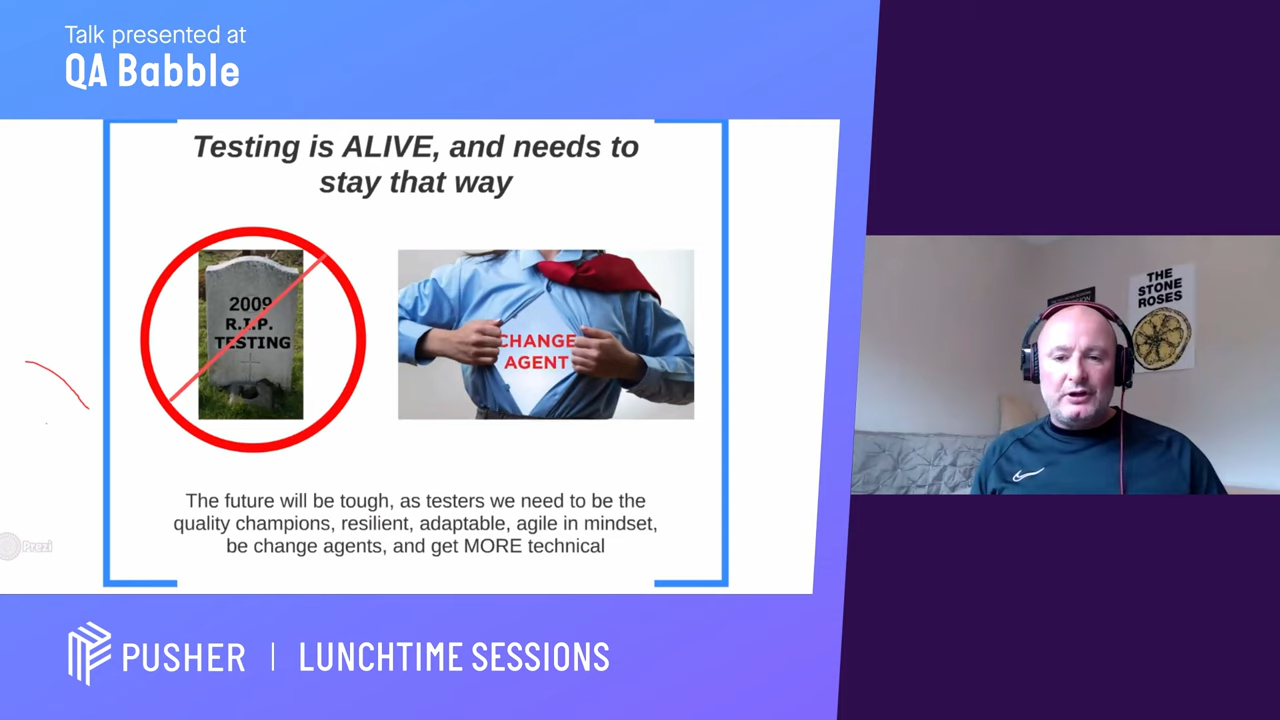 Talk presented at
QA Babble
Testing is ALIVE, and needs to
stay that way
2009
R.I.P.
TESTING
CHANGE
AGENT
The future will be tough, as testers we need to be the
quality champions, resilient, adaptable, agile in mindset,
be change agents, and get MORE technical
Prezi
THE
STONE
ROSES
PUSHER | LUNCHTIME SESSIONS